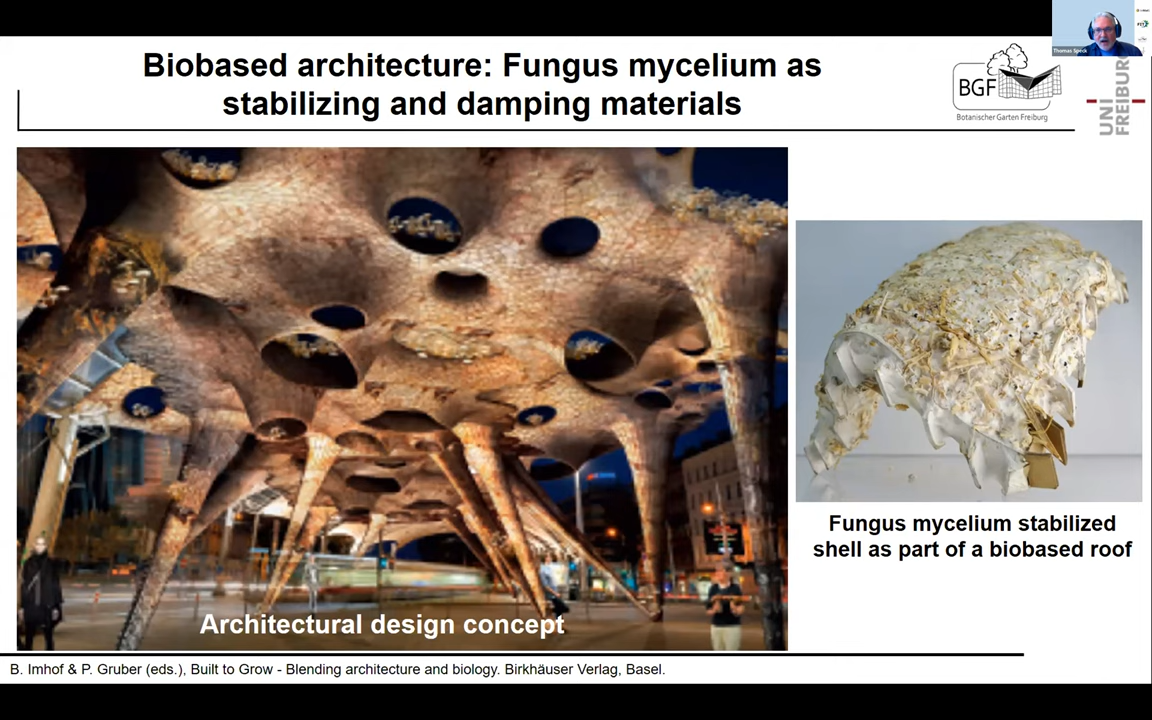 Biobased architecture: Fungus mycelium as
stabilizing and damping materials
BGF
Botanischer Garten Freiburg
UNI
FREIBURG
Thomas Speck
Architectural design concept
Fungus mycelium stabilized
shell as part of a biobased roof
B. Imhof & P. Gruber (eds.), Built to Grow - Blending architecture and biology. Birkhäuser Verlag, Basel.